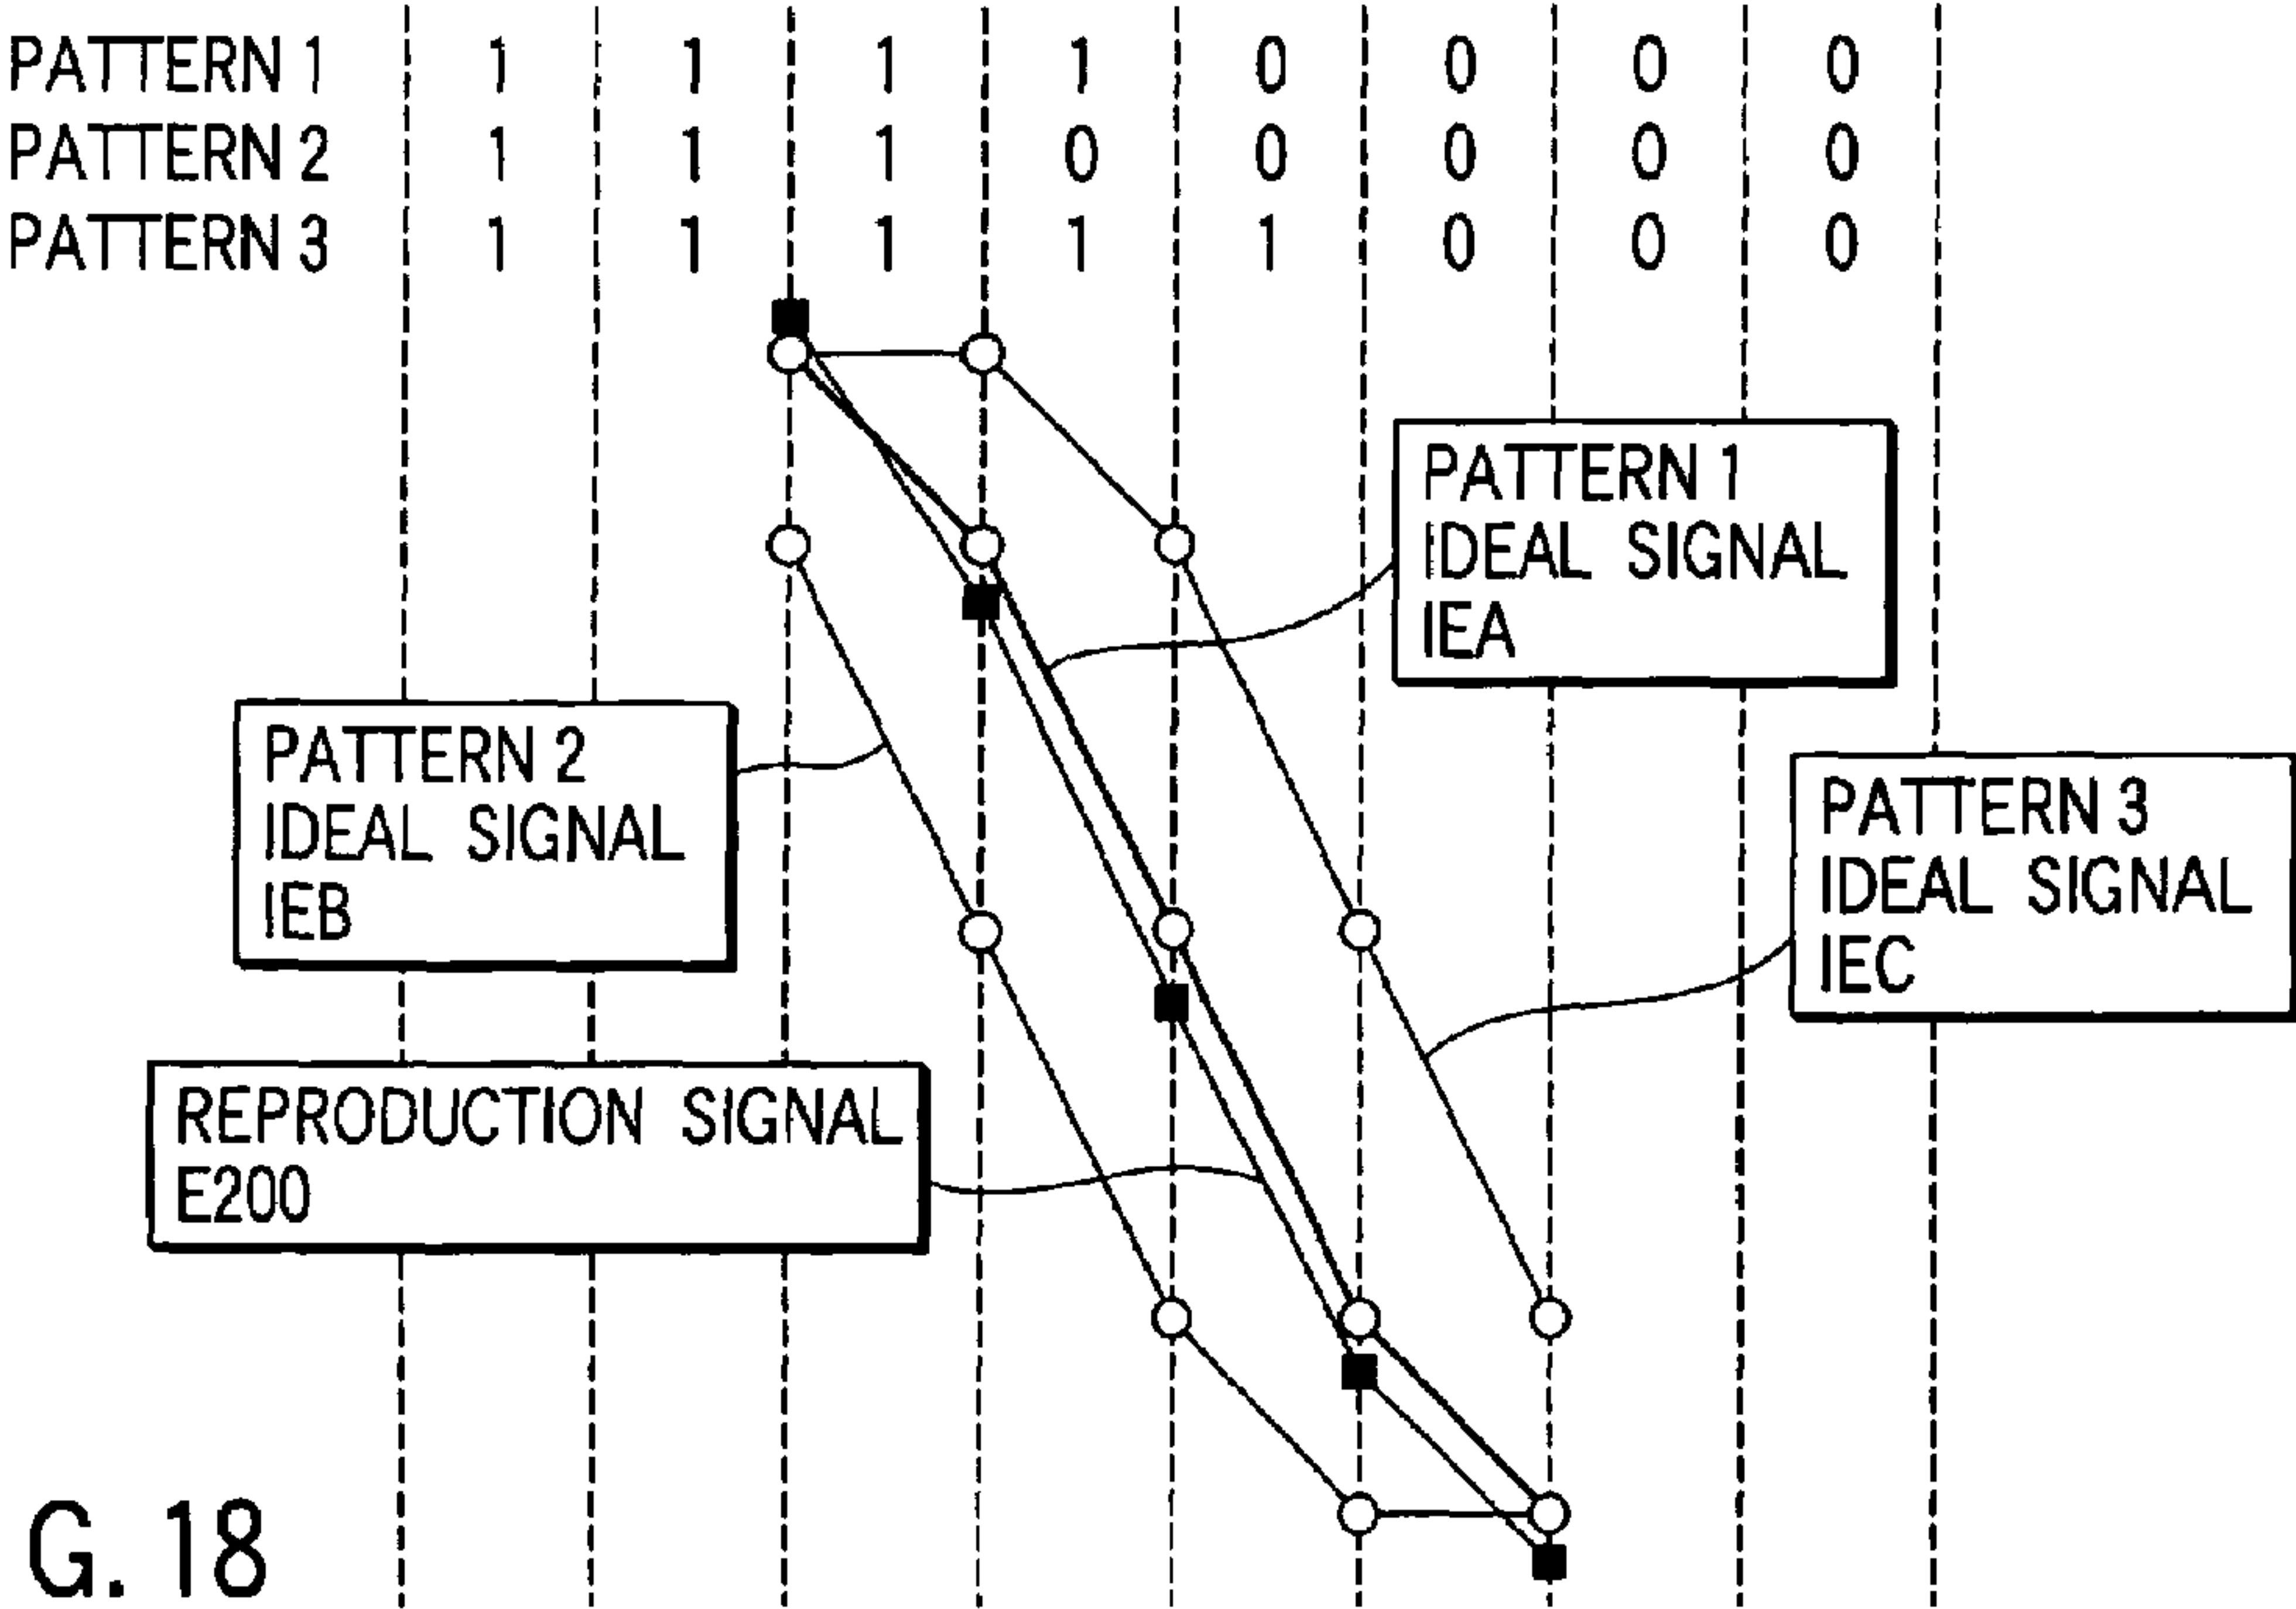 PATTERN 1 1 1 1 1 0 0 0 0
PATTERN 2 1 1 1 0 0 0 0 0
PATTERN 3 1 1 1 1 1 0 0 0
PATTERN 1
IDEAL SIGNAL
IEA
PATTERN 2
IDEAL SIGNAL
IEB
PATTERN 3
IDEAL SIGNAL
IEC
REPRODUCTION SIGNAL
E200
G. 18